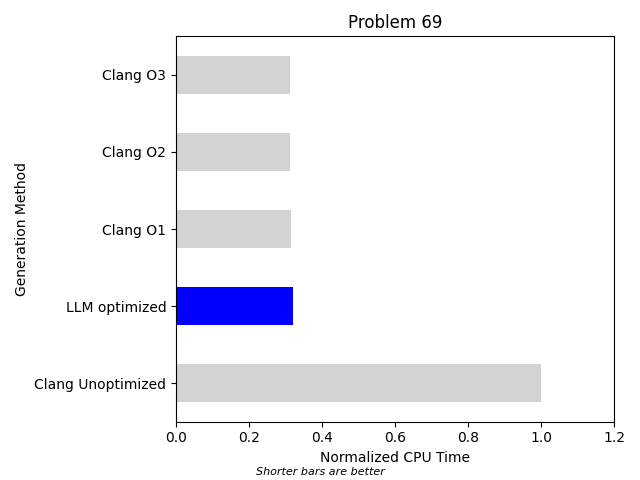 Problem 69
Generation Method
Clang O3
Clang O2
Clang O1
LLM optimized
Clang Unoptimized
0.0 0.2 0.4 0.6 0.8 1.0 1.2
Normalized CPU Time
Shorter bars are better